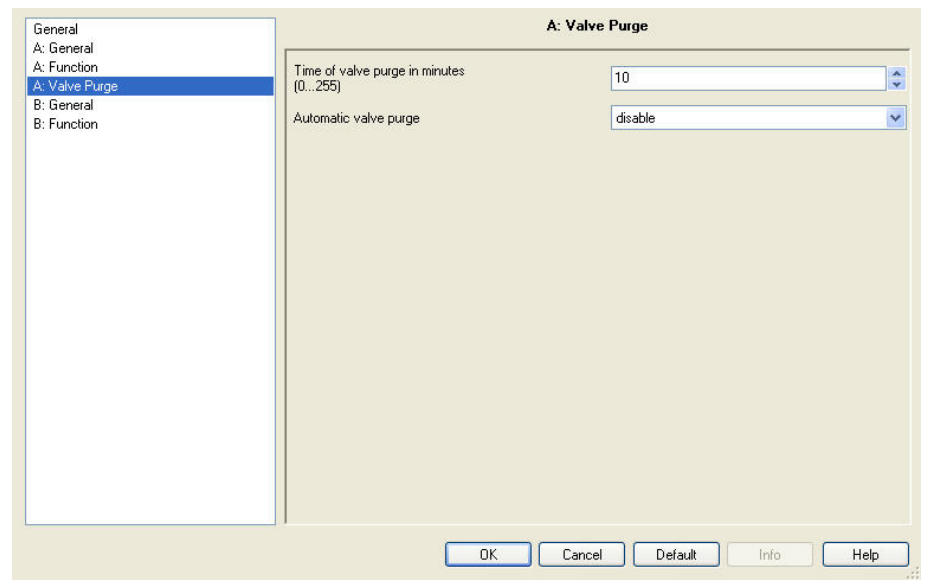 General
A: General
A: Function
A: Valve Purge
B: General
B: Function
A: Valve Purge
Time of valve purge in minutes
(0...255)
10
Automatic valve purge
disable
OK
Cancel
Default
Info
Help